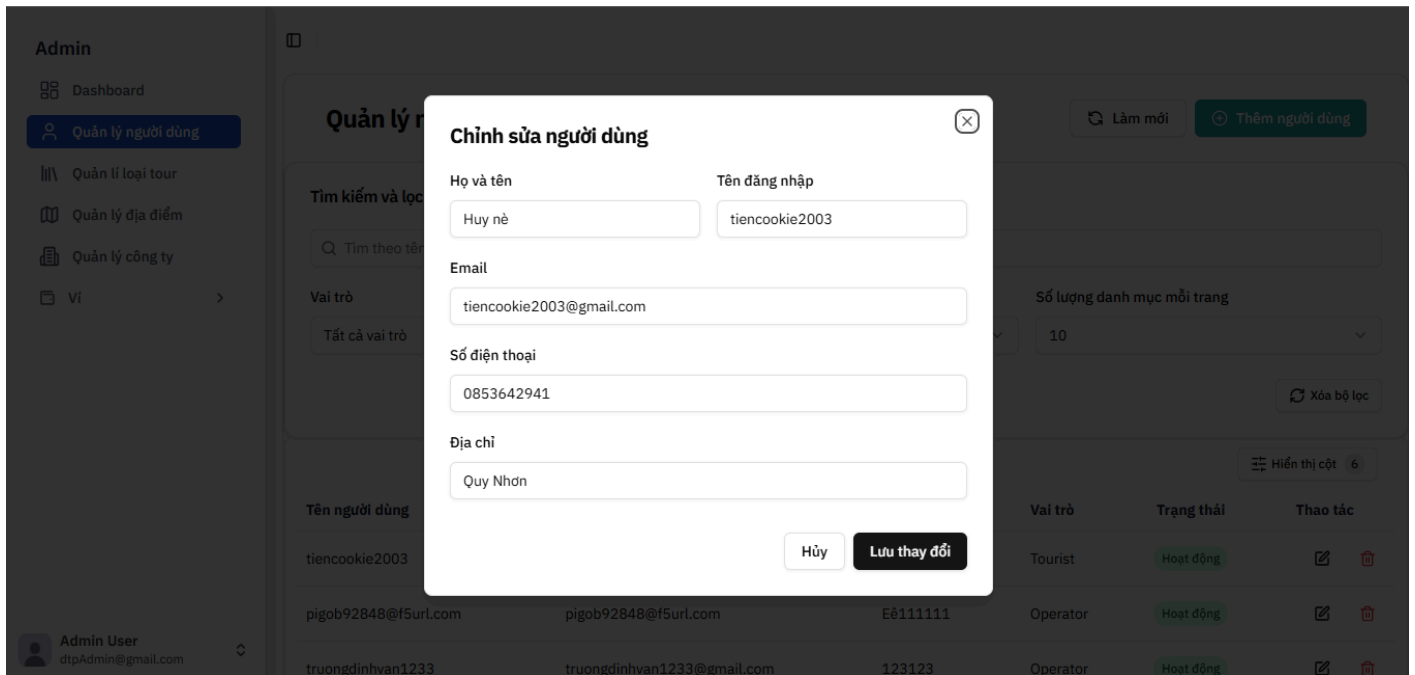 Admin
Dashboard
Quản lý người dùng
Quản lí loại tour
Quản lý địa điểm
Quản lý công ty
Ví
Admin User
dtpAdmin@gmail.com
Quản lý n
Làm mới
Thêm người dùng
Tìm kiếm và lọc
Tìm theo tên
Vai trò
Tất cả vai trò
Số lượng danh mục mỗi trang
10
Xóa bộ lọc
Hiển thị cột 6
Chỉnh sửa người dùng
Họ và tên
Tên đăng nhập
Huy nè
tiencookie2003
Email
tiencookie2003@gmail.com
Số điện thoại
0853642941
Địa chỉ
Quy Nhơn
Hủy
Lưu thay đổi
Tên người dùng
Vai trò
Trạng thái
Thao tác
tiencookie2003
Tourist
Hoạt động
pigob92848@f5url.com
pigob92848@f5url.com
Eê111111
Operator
Hoạt động
truongdinhvan1233
truongdinhvan1233@gmail.com
123123
Operator
Hoạt động